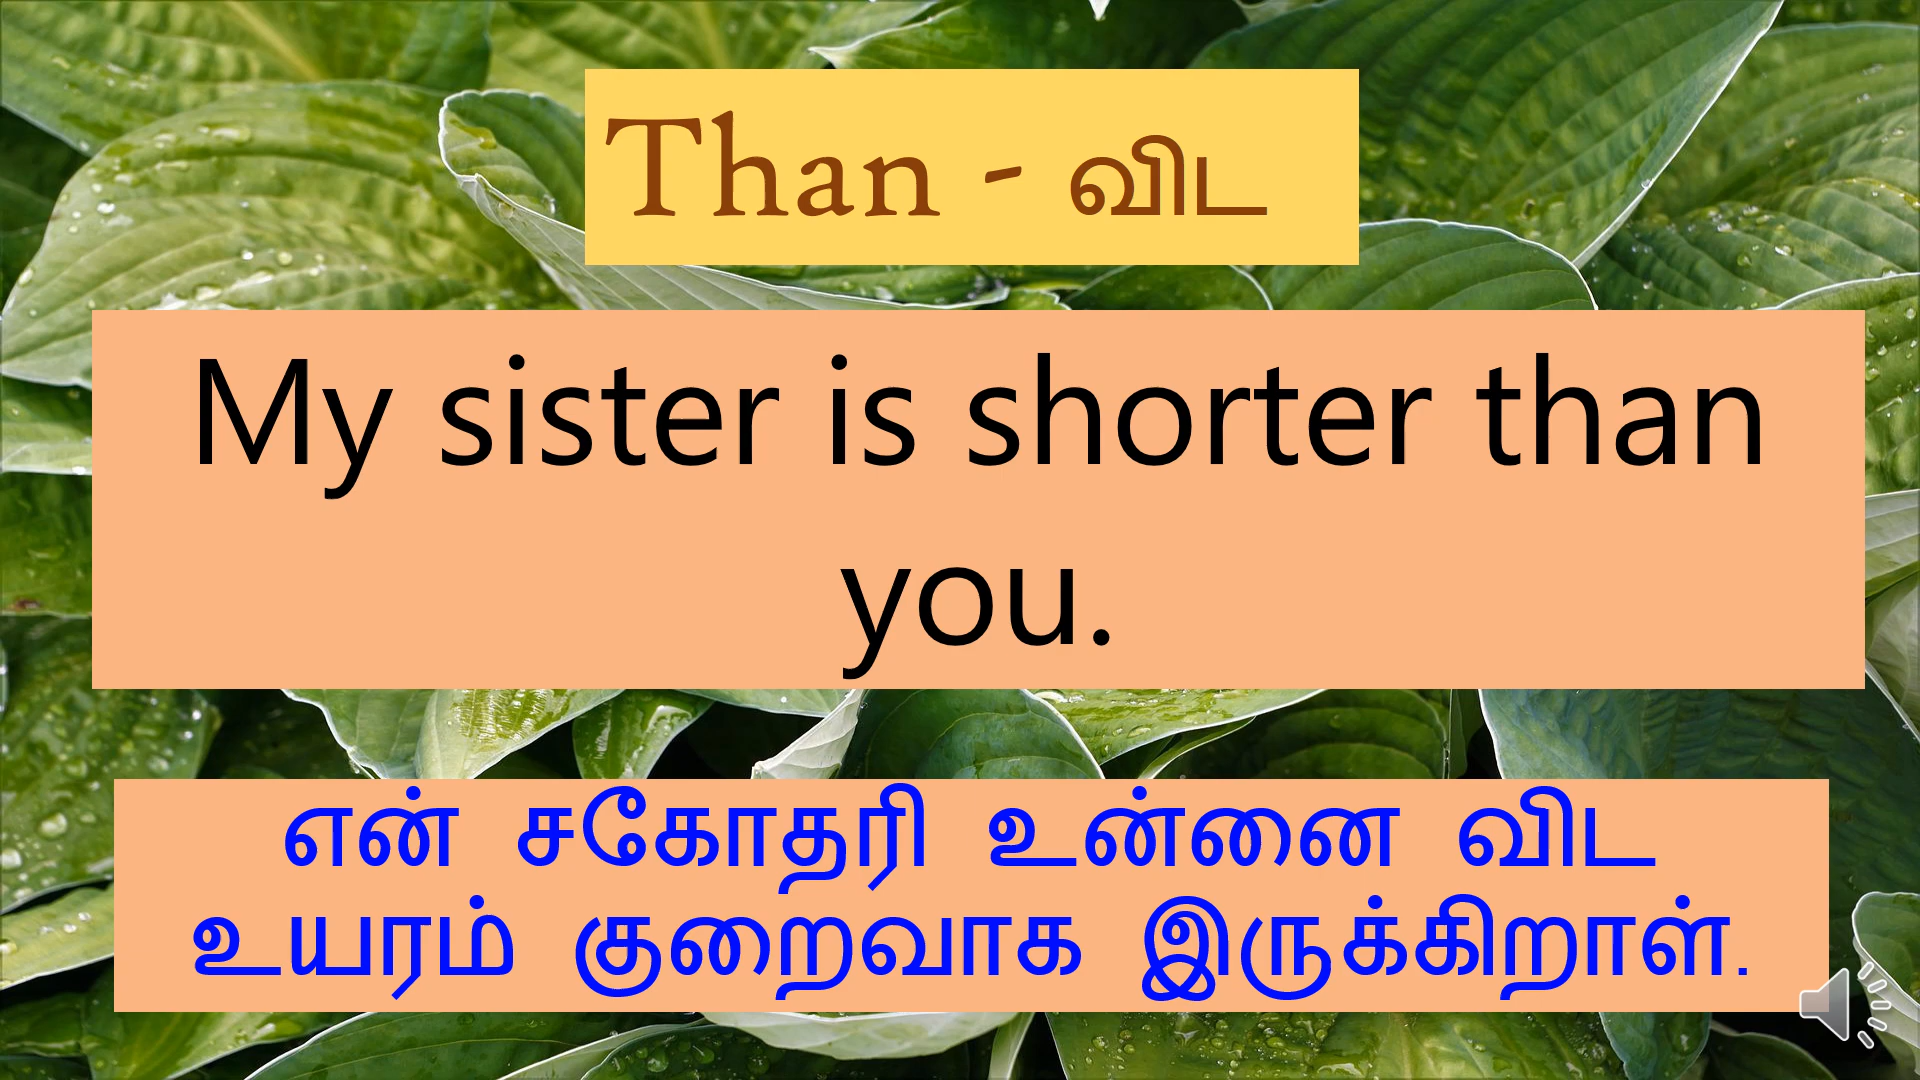 Than - விட
My sister is shorter than
you.
என் சகோதரி உன்னை விட
உயரம் குறைவாக இருக்கிறாள்.